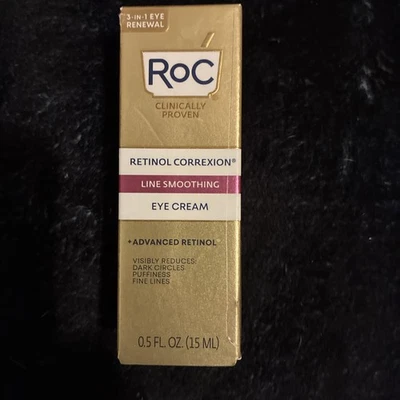 3-IN-1 EYE
RENEWAL
RoC
CLINICALLY
PROVEN
RETINOL CORREXION®
LINE SMOOTHING
EYE CREAM
+ADVANCED RETINOL
VISIBLY REDUCES:
DARK CIRCLES
PUFFINESS
FINE LINES
0.5 FL. OZ. (15 ML)